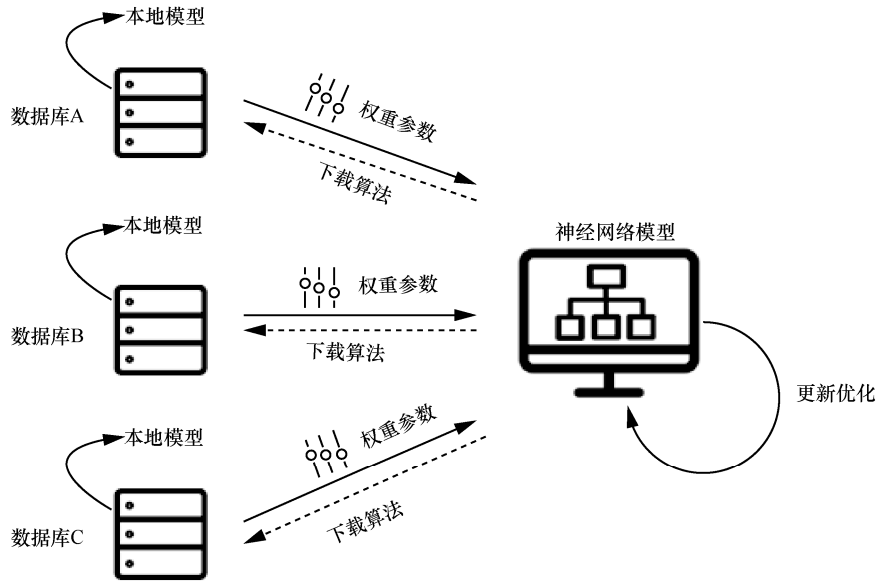 本地模型
数据库A
权重参数
下载算法
本地模型
数据库B
权重参数
下载算法
神经网络模型
更新优化
本地模型
数据库C
权重参数
下载算法